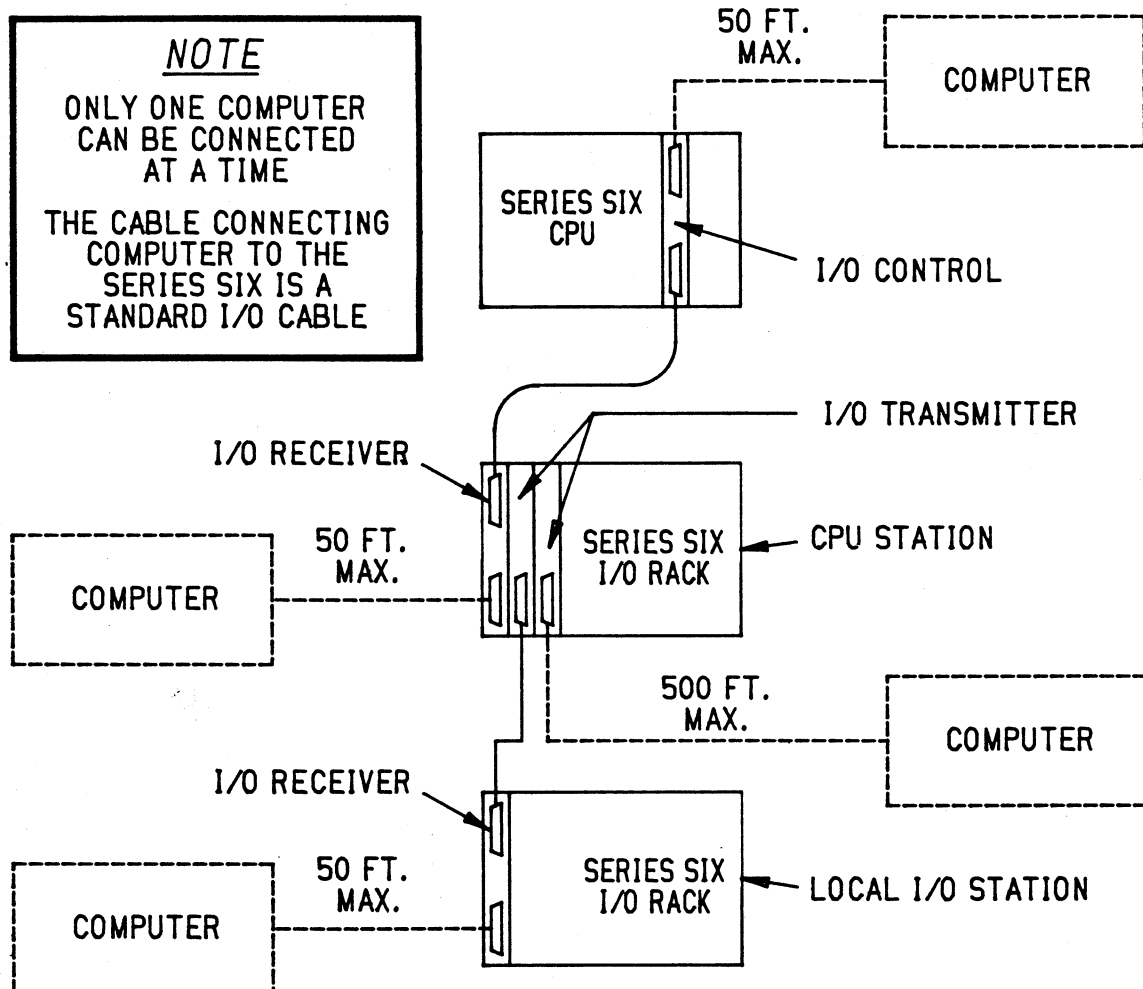 NOTE
ONLY ONE COMPUTER
CAN BE CONNECTED
AT A TIME
THE CABLE CONNECTING
COMPUTER TO THE
SERIES SIX IS A
STANDARD I/O CABLE
50 FT.
MAX.
COMPUTER
SERIES SIX
CPU
I/O CONTROL
I/O TRANSMITTER
I/O RECEIVER
50 FT.
MAX.
COMPUTER
SERIES SIX
I/O RACK
CPU STATION
500 FT.
MAX.
COMPUTER
I/O RECEIVER
50 FT.
MAX.
COMPUTER
SERIES SIX
I/O RACK
LOCAL I/O STATION